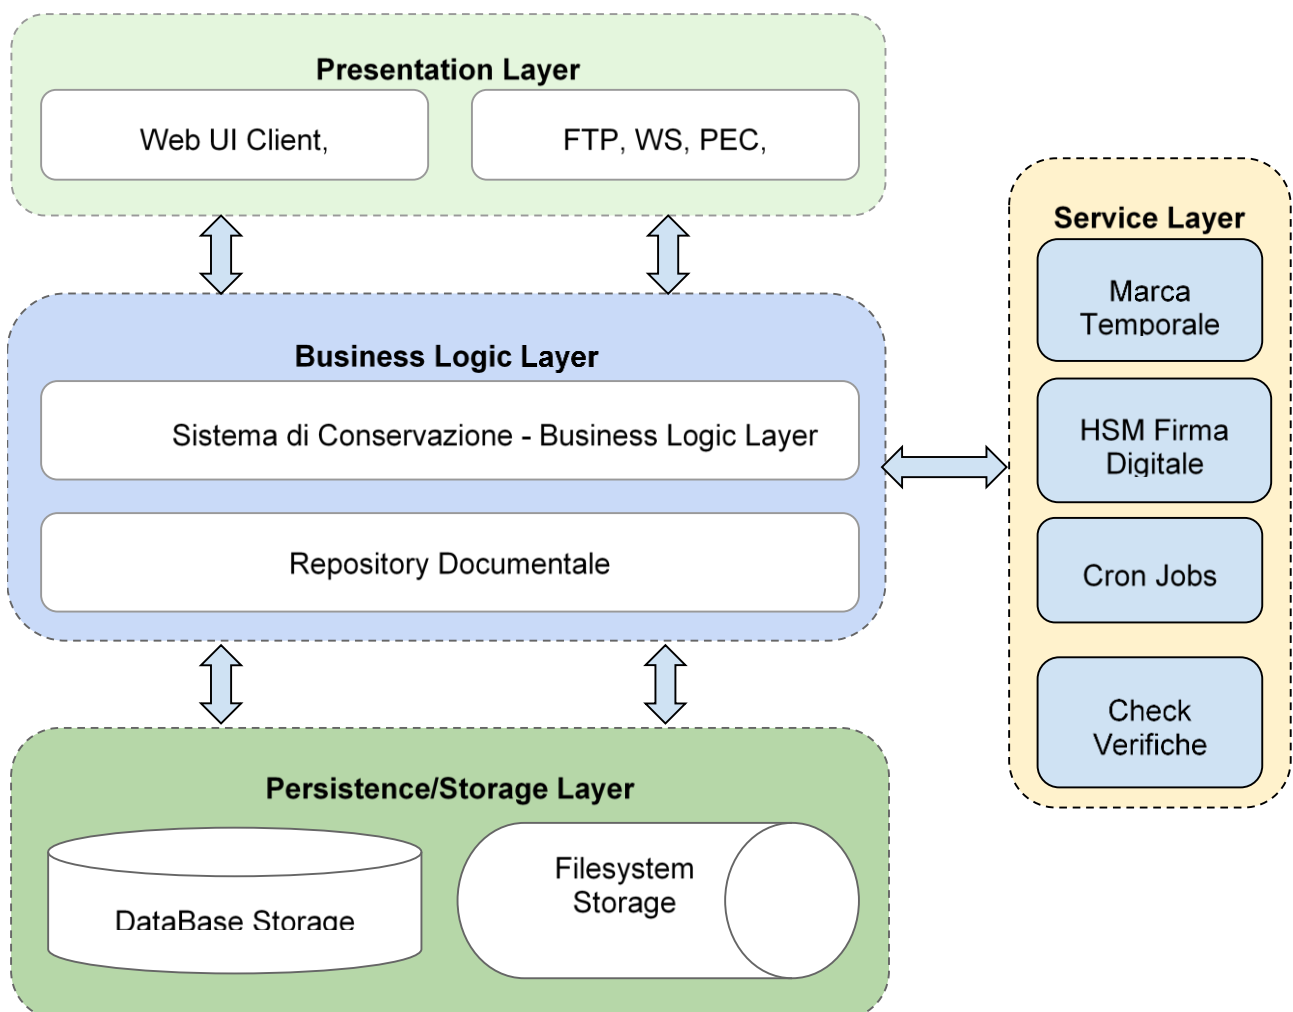 Presentation Layer
Web UI Client,
FTP, WS, PEC,
Business Logic Layer
Sistema di Conservazione - Business Logic Layer
Repository Documentale
Persistence/Storage Layer
DataBase Storage
Filesystem
Storage
Service Layer
Marca
Temporale
HSM Firma
Digitale
Cron Jobs
Check
Verifiche